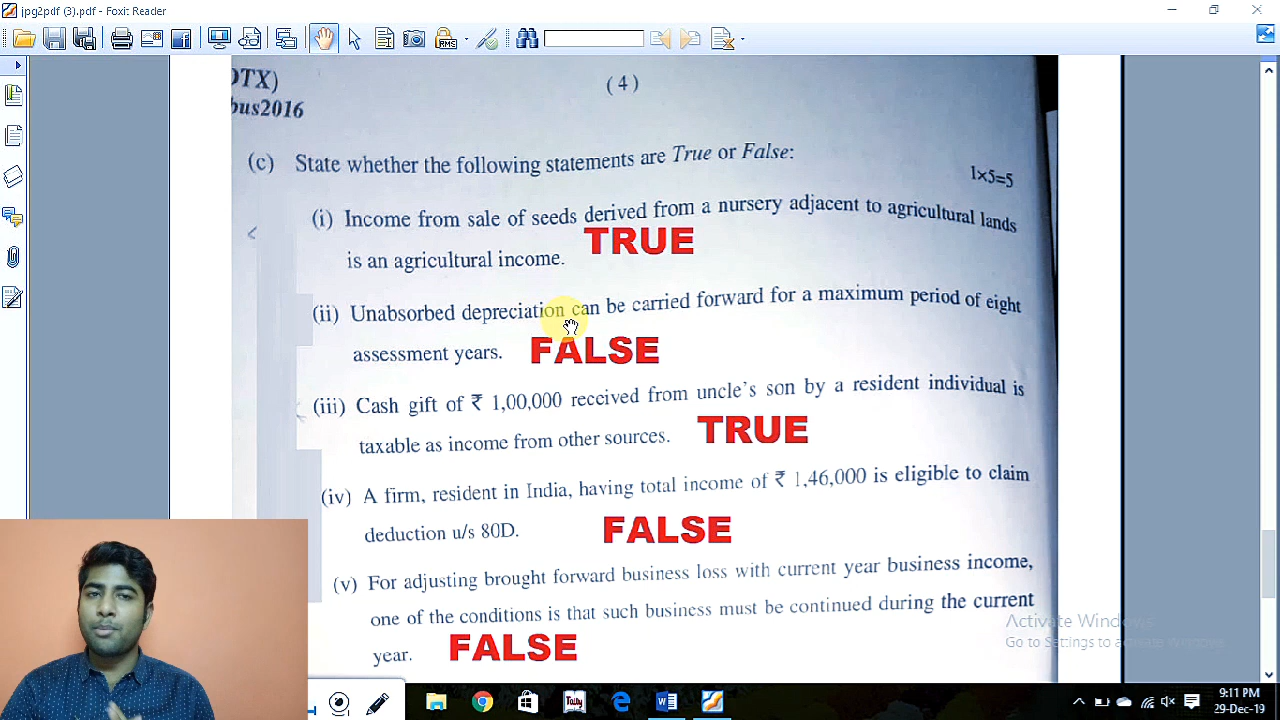 jpg2pdf (3).pdf - Foxit Reader
DTX)
bus2016
(4)
(c) State whether the following statements are True or False:
1×5=5
(i) Income from sale of seeds derived from a nursery adjacent to agricultural lands
is an agricultural income.
TRUE
(ii) Unabsorbed depreciation can be carried forward for a maximum period of eight
assessment years.
FALSE
(iii) Cash gift of ₹ 1,00,000 received from uncle's son by a resident individual is
taxable as income from other sources.
TRUE
(iv) A firm, resident in India, having total income of ₹ 1,46,000 is eligible to claim
deduction u/s 80D.
FALSE
(v) For adjusting brought forward business loss with current year business income,
one of the conditions is that such business must be continued during the current
year.
FALSE
Activate Windows
Go to Settings to activate Windows.
9:11 PM
29-Dec-19